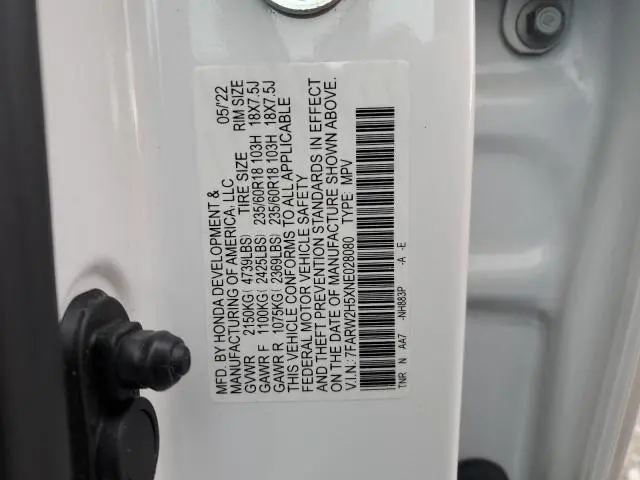 MFD. BY HONDA DEVELOPMENT & 05/'22
MANUFACTURING OF AMERICA, LLC
TIRE SIZE RIM SIZE
GVWR 2150KG( 4739LBS)
GAWR F 1100KG( 2425LBS) 235/60R18 103H 18X7.5J
GAWR R 1075KG( 2369LBS) 235/60R18 103H 18X7.5J
THIS VEHICLE CONFORMS TO ALL APPLICABLE
FEDERAL MOTOR VEHICLE SAFETY
AND THEFT PREVENTION STANDARDS IN EFFECT
ON THE DATE OF MANUFACTURE SHOWN ABOVE.
V.I.N.: 7FARW2H5XNE028080 TYPE: MPV
TNR N AA7 -NH883P -A -E